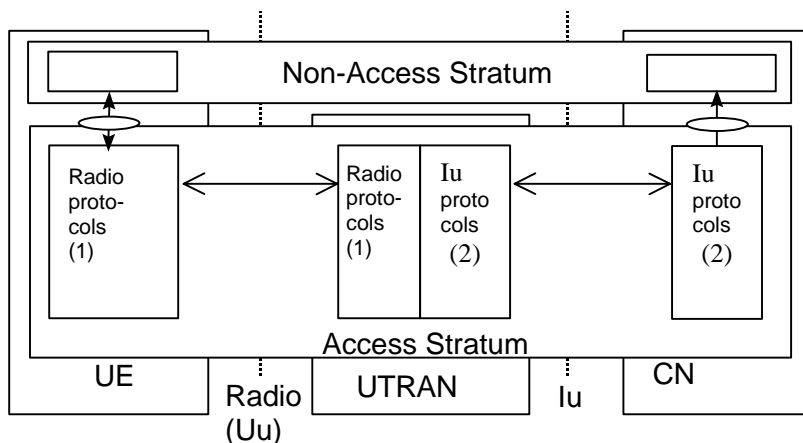 Non-Access Stratum
Radio
proto-
cols
(1)
Radio
proto-
cols
(1)
Iu
proto
cols
(2)
Iu
proto
cols
(2)
Access Stratum
UE
Radio
(Uu)
UTRAN
Iu
CN